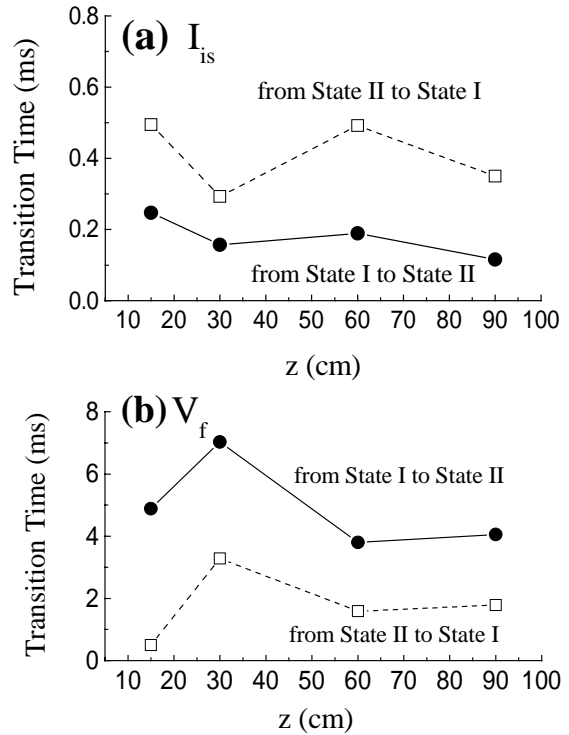 (a) I_is
Transition Time (ms)
0.8
0.6
0.4
0.2
0.0
from State II to State I
from State I to State II
10 20 30 40 50 60 70 80 90 100
z (cm)
(b) V_f
Transition Time (ms)
8
6
4
2
0
from State I to State II
from State II to State I
10 20 30 40 50 60 70 80 90 100
z (cm)